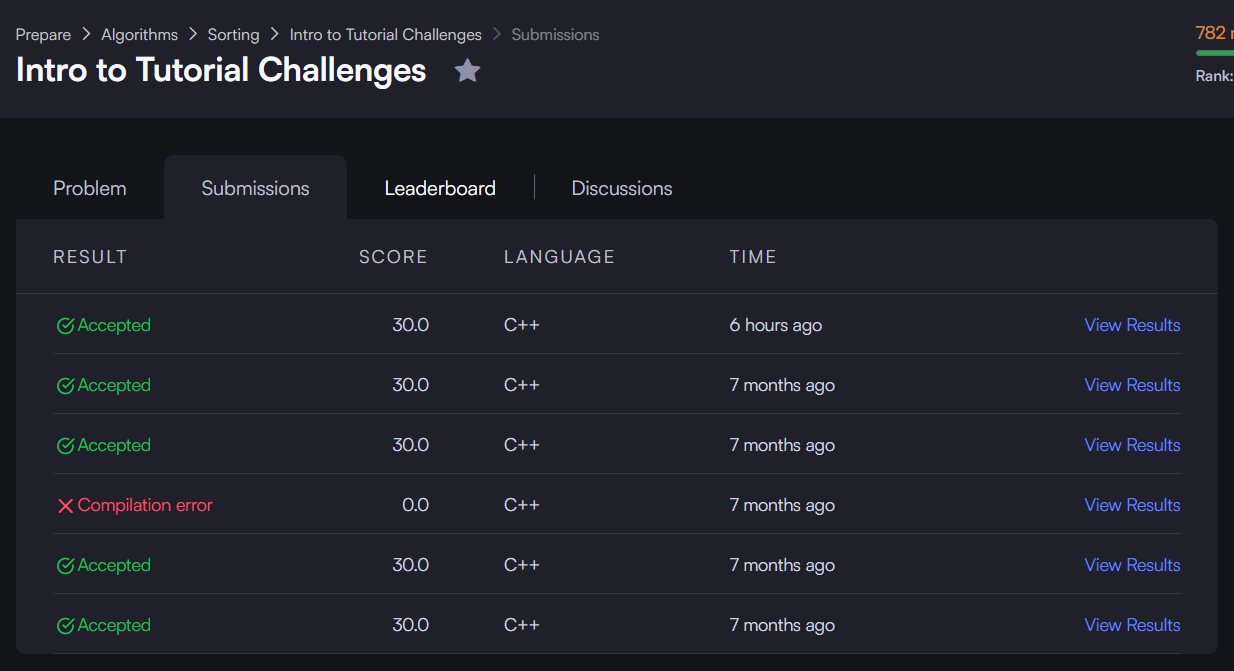 Prepare > Algorithms > Sorting > Intro to Tutorial Challenges > Submissions
782
Intro to Tutorial Challenges
Rank:
Problem Submissions Leaderboard Discussions
RESULT SCORE LANGUAGE TIME
Accepted 30.0 C++ 6 hours ago View Results
Accepted 30.0 C++ 7 months ago View Results
Accepted 30.0 C++ 7 months ago View Results
Compilation error 0.0 C++ 7 months ago View Results
Accepted 30.0 C++ 7 months ago View Results
Accepted 30.0 C++ 7 months ago View Results